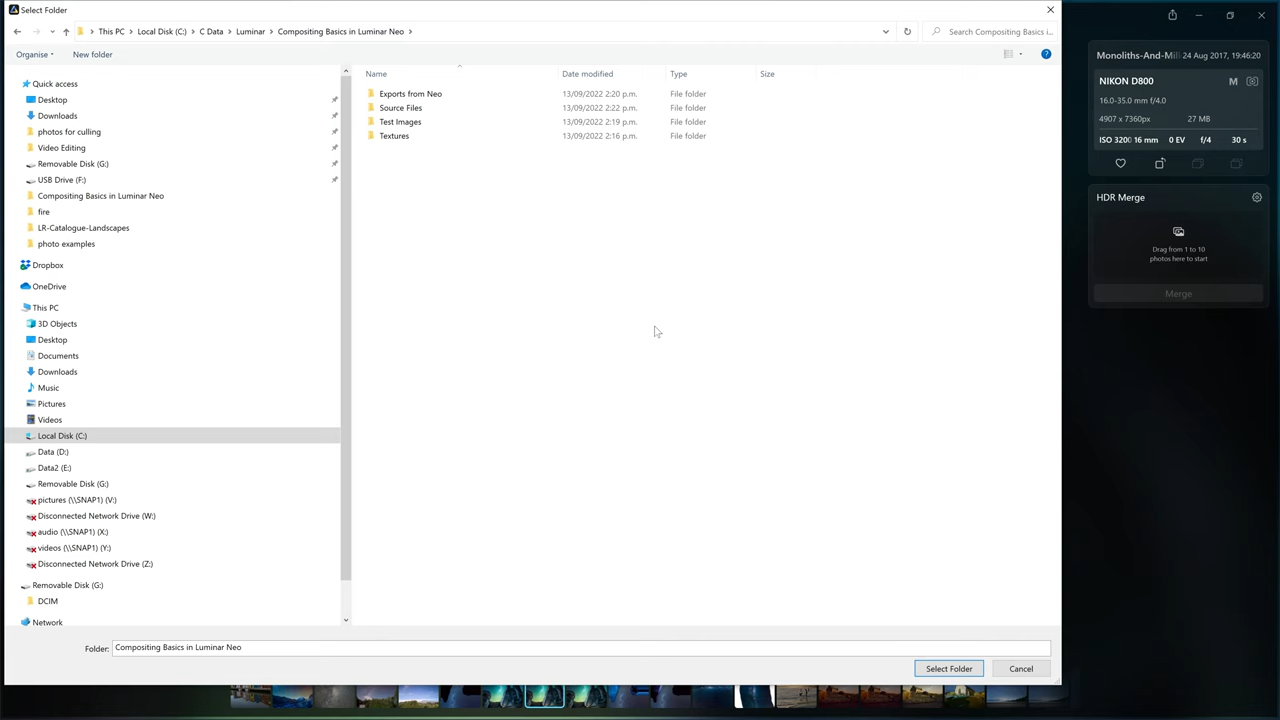 Select Folder
This PC > Local Disk (C:) > C Data > Luminar > Compositing Basics in Luminar Neo >
Search Compositing Basics i...
Organise
New folder
Name
Date modified
Type
Size
Exports from Neo 13/09/2022 2:20 p.m. File folder
Source Files 13/09/2022 2:22 p.m. File folder
Test Images 13/09/2022 2:19 p.m. File folder
Textures 13/09/2022 2:16 p.m. File folder
Quick access
Desktop
Downloads
photos for culling
Video Editing
Removable Disk (G:)
USB Drive (F:)
Compositing Basics in Luminar Neo
fire
LR-Catalogue-Landscapes
photo examples
Dropbox
OneDrive
This PC
3D Objects
Desktop
Documents
Downloads
Music
Pictures
Videos
Local Disk (C:)
Data (D:)
Data2 (E:)
Removable Disk (G:)
pictures (\\SNAP1) (V:)
Disconnected Network Drive (W:)
audio (\\SNAP1) (X:)
videos (\\SNAP1) (Y:)
Disconnected Network Drive (Z:)
Removable Disk (G:)
DCIM
Network
Folder: Compositing Basics in Luminar Neo
Select Folder
Cancel
Monoliths-And-Mil 24 Aug 2017, 19:46:20
NIKON D800 M
16.0-35.0 mm f/4.0
4907 x 7360px 27 MB
ISO 3200 16 mm 0 EV f/4 30 s
HDR Merge
Drag from 1 to 10
photos here to start
Merge